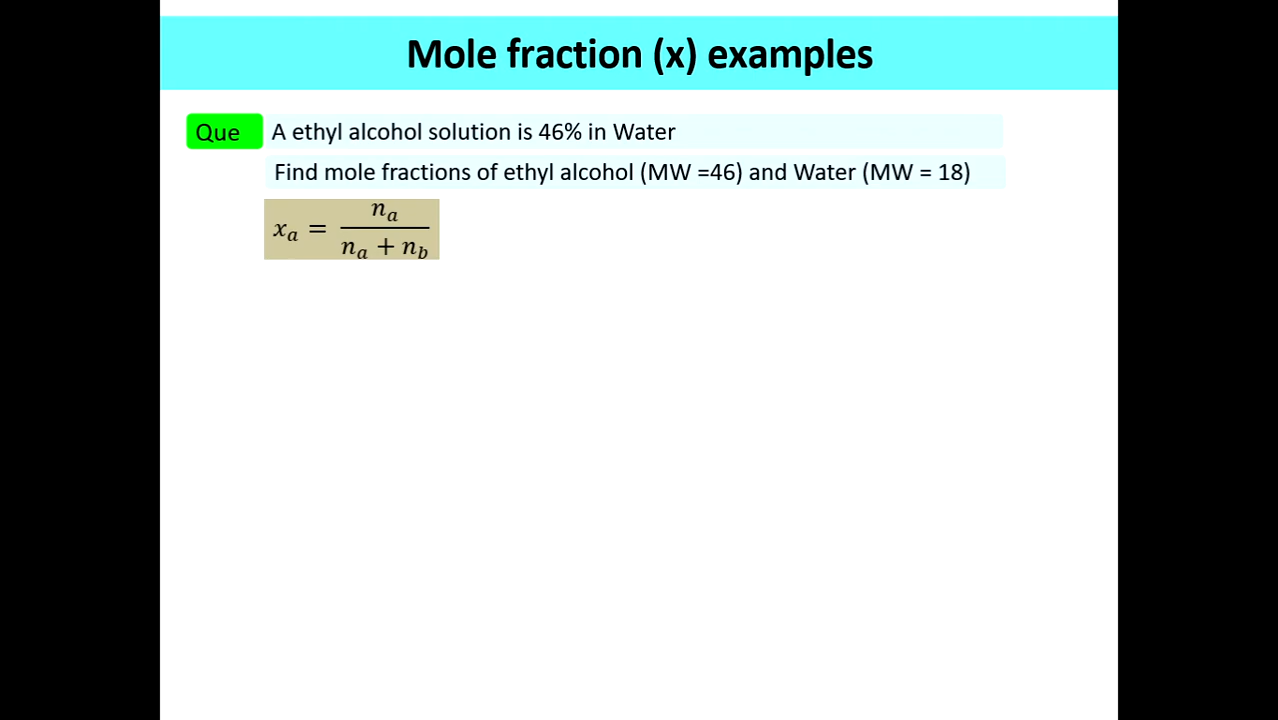 Mole fraction (x) examples
Que A ethyl alcohol solution is 46% in Water
Find mole fractions of ethyl alcohol (MW =46) and Water (MW = 18)
xₐ = nₐ / (nₐ + n_b)